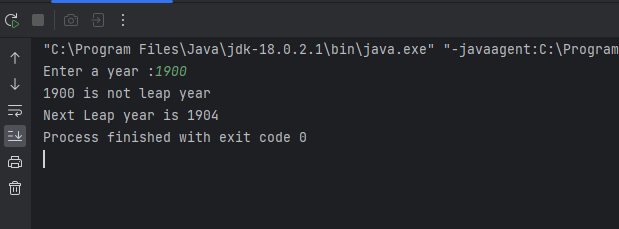 "C:\Program Files\Java\jdk-18.0.2.1\bin\java.exe" "-javaagent:C:\Program
Enter a year :1900
1900 is not leap year
Next Leap year is 1904
Process finished with exit code 0